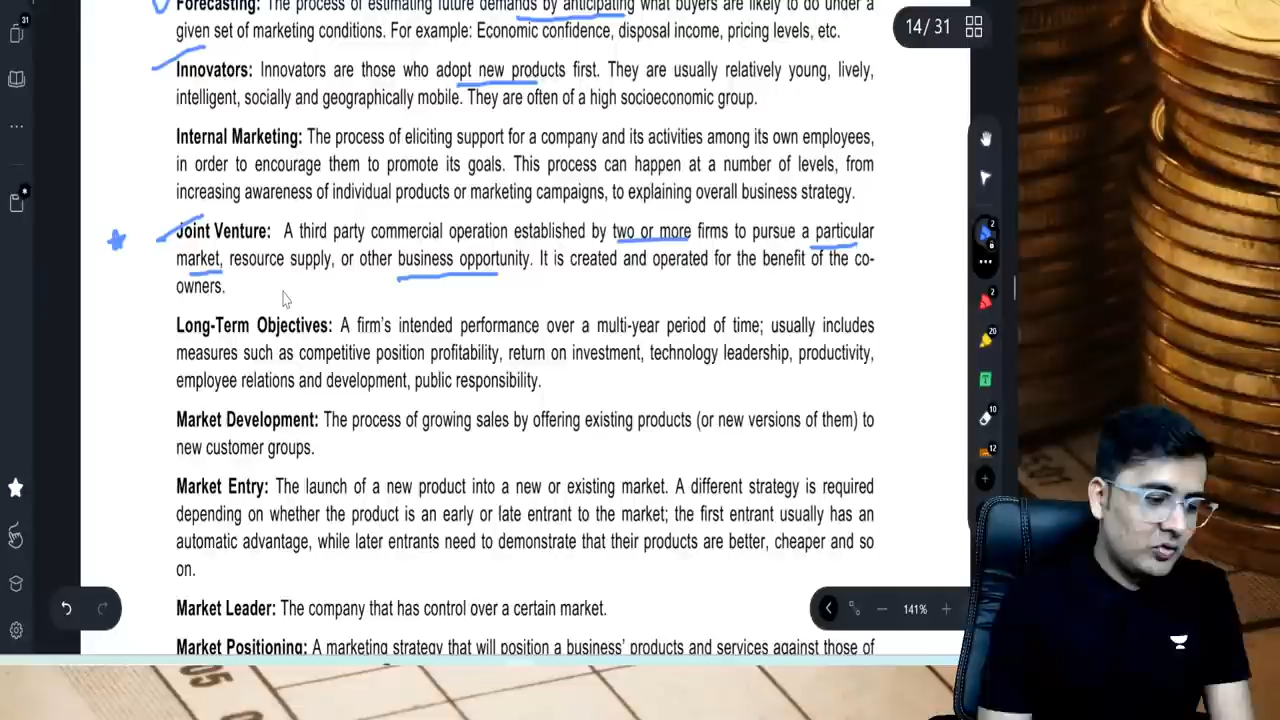 Forecasting: The process of estimating future demands by anticipating what buyers are likely to do under a
given set of marketing conditions. For example: Economic confidence, disposal income, pricing levels, etc.
Innovators: Innovators are those who adopt new products first. They are usually relatively young, lively,
intelligent, socially and geographically mobile. They are often of a high socioeconomic group.
Internal Marketing: The process of eliciting support for a company and its activities among its own employees,
in order to encourage them to promote its goals. This process can happen at a number of levels, from
increasing awareness of individual products or marketing campaigns, to explaining overall business strategy.
Joint Venture: A third party commercial operation established by two or more firms to pursue a particular
market, resource supply, or other business opportunity. It is created and operated for the benefit of the co-
owners.
Long-Term Objectives: A firm's intended performance over a multi-year period of time; usually includes
measures such as competitive position profitability, return on investment, technology leadership, productivity,
employee relations and development, public responsibility.
Market Development: The process of growing sales by offering existing products (or new versions of them) to
new customer groups.
Market Entry: The launch of a new product into a new or existing market. A different strategy is required
depending on whether the product is an early or late entrant to the market; the first entrant usually has an
automatic advantage, while later entrants need to demonstrate that their products are better, cheaper and so
on.
Market Leader: The company that has control over a certain market.
Market Positioning: A marketing strategy that will position a business' products and services against those of
14/31
31
2
2
20
T
10
12
141%
05